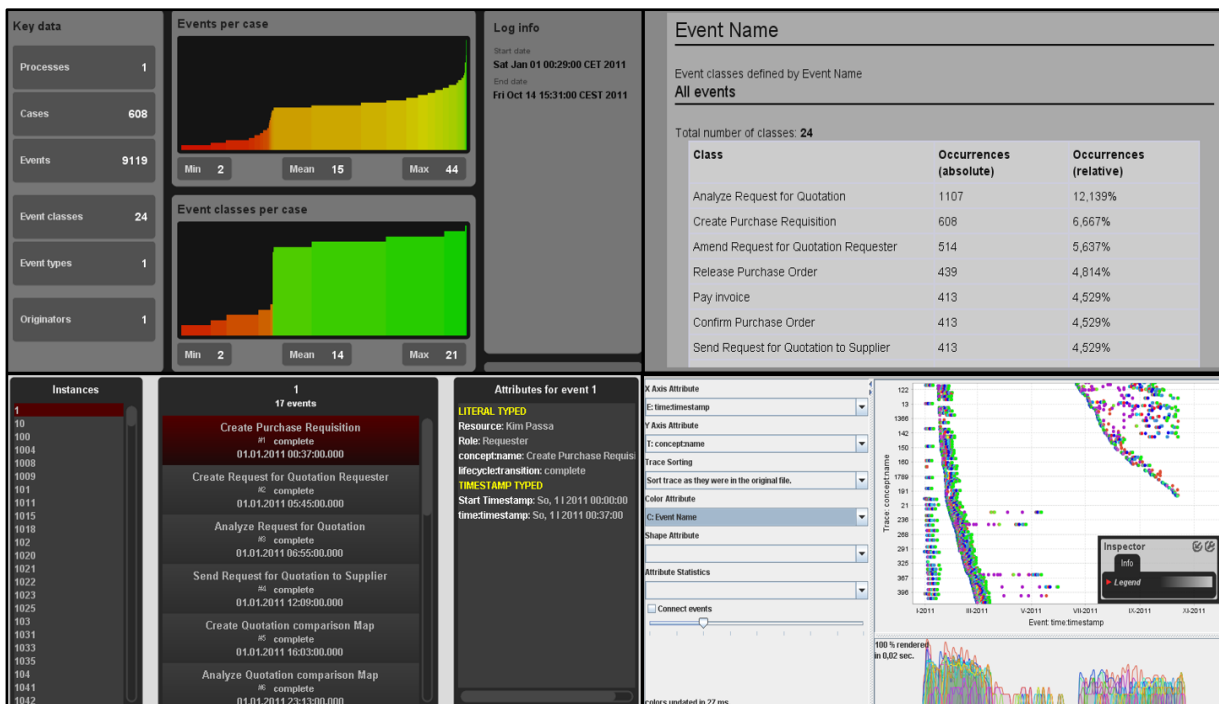 Key data
Processes 1
Cases 608
Events 9119
Event classes 24
Event types 1
Originators 1
Events per case
Min 2 Mean 15 Max 44
Event classes per case
Min 2 Mean 14 Max 21
Log info
Start date
Sat Jan 01 00:29:00 CET 2011
End date
Fri Oct 14 15:31:00 CEST 2011
Event Name
Event classes defined by Event Name
All events
Total number of classes: 24
Class Occurrences (absolute) Occurrences (relative)
Analyze Request for Quotation 1107 12,139%
Create Purchase Requisition 608 6,667%
Amend Request for Quotation Requester 514 5,637%
Release Purchase Order 439 4,814%
Pay invoice 413 4,529%
Confirm Purchase Order 413 4,529%
Send Request for Quotation to Supplier 413 4,529%
Instances
1
10
100
1004
1008
1009
101
1011
1015
1018
102
1020
1021
1022
1023
1025
103
1031
1033
1035
104
1041
1042
1
17 events
Create Purchase Requisition
#1 complete
01.01.2011 00:37:00.000
Create Request for Quotation Requester
#2 complete
01.01.2011 05:45:00.000
Analyze Request for Quotation
#3 complete
01.01.2011 06:55:00.000
Send Request for Quotation to Supplier
#4 complete
01.01.2011 12:09:00.000
Create Quotation comparison Map
#5 complete
01.01.2011 16:03:00.000
Analyze Quotation comparison Map
#6 complete
01.01.2011 23:13:00.000
Attributes for event 1
LITERAL TYPED
Resource: Kim Passa
Role: Requester
concept:name: Create Purchase Requisi
lifecycle:transition: complete
TIMESTAMP TYPED
Start Timestamp: So, 1 I 2011 00:00:00
time:timestamp: So, 1 I 2011 00:37:00
X Axis Attribute
E: time:timestamp
Y Axis Attribute
T: concept:name
Trace Sorting
Sort trace as they were in the original file.
Color Attribute
C: Event Name
Shape Attribute
Attribute Statistics
Connect events
colors updated in 27 ms
Trace: concept:name
122
13
1366
142
150
160
1789
191
21
236
268
291
325
367
396
I-2011 III-2011 V-2011 VII-2011 IX-2011 XI-2011
Event: time:timestamp
Inspector
Info
Legend
100 % rendered
in 0,02 sec.